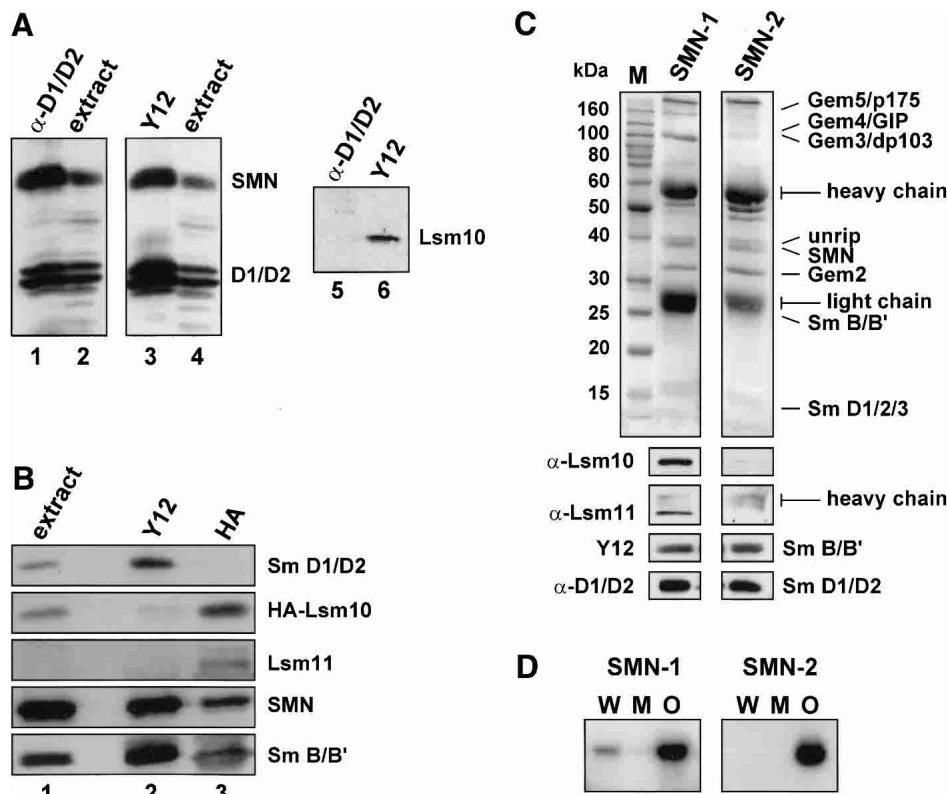 A
α-D1/D2
extract
Y12
extract
SMN
D1/D2
1 2 3 4
α-D1/D2
Y12
Lsm10
5 6
B
extract
Y12
HA
Sm D1/D2
HA-Lsm10
Lsm11
SMN
Sm B/B'
1 2 3
C
kDa
M
SMN-1
SMN-2
160
100
80
60
50
40
30
25
20
15
Gem5/p175
Gem4/GIP
Gem3/dp103
heavy chain
unrip
SMN
Gem2
light chain
Sm B/B'
Sm D1/2/3
α-Lsm10
α-Lsm11
heavy chain
Y12
Sm B/B'
α-D1/D2
Sm D1/D2
D
SMN-1
SMN-2
W M O
W M O